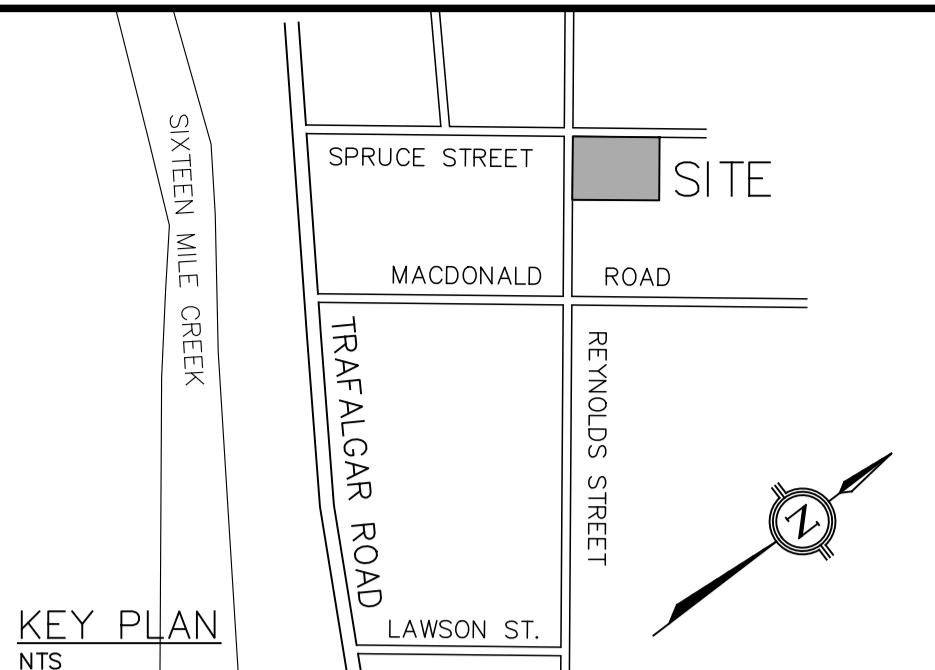 SIXTEEN MILE CREEK
SPRUCE STREET
SITE
MACDONALD ROAD
TRAFALGAR ROAD
REYNOLDS STREET
N
LAWSON ST.
KEY PLAN
NTS